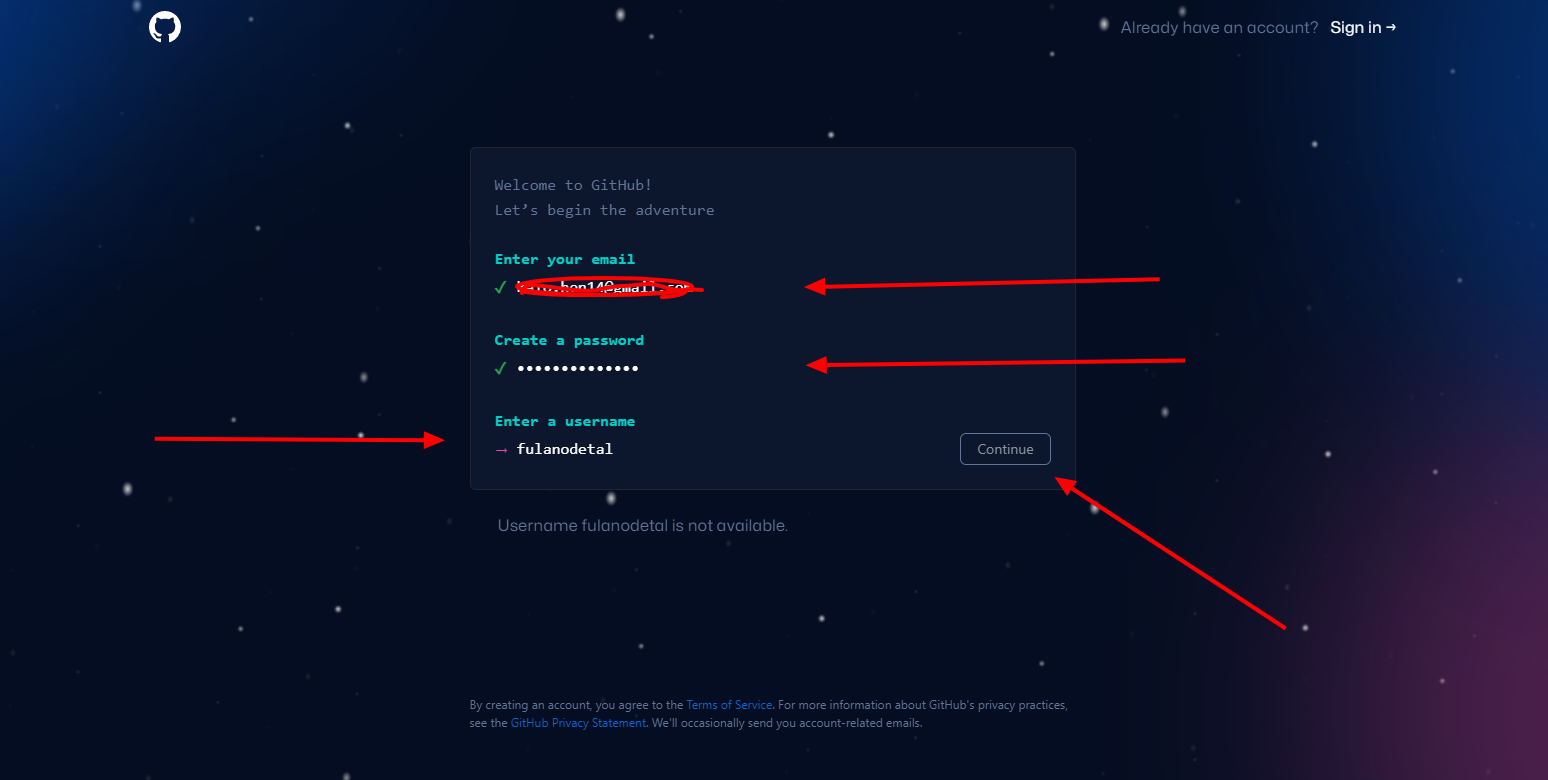 Already have an account? Sign in →
Welcome to GitHub!
Let’s begin the adventure
Enter your email
✓
Create a password
✓ ••••••••••••••
Enter a username
→ fulanodetal
Continue
Username fulanodetal is not available.
By creating an account, you agree to the Terms of Service. For more information about GitHub's privacy practices,
see the GitHub Privacy Statement. We'll occasionally send you account-related emails.